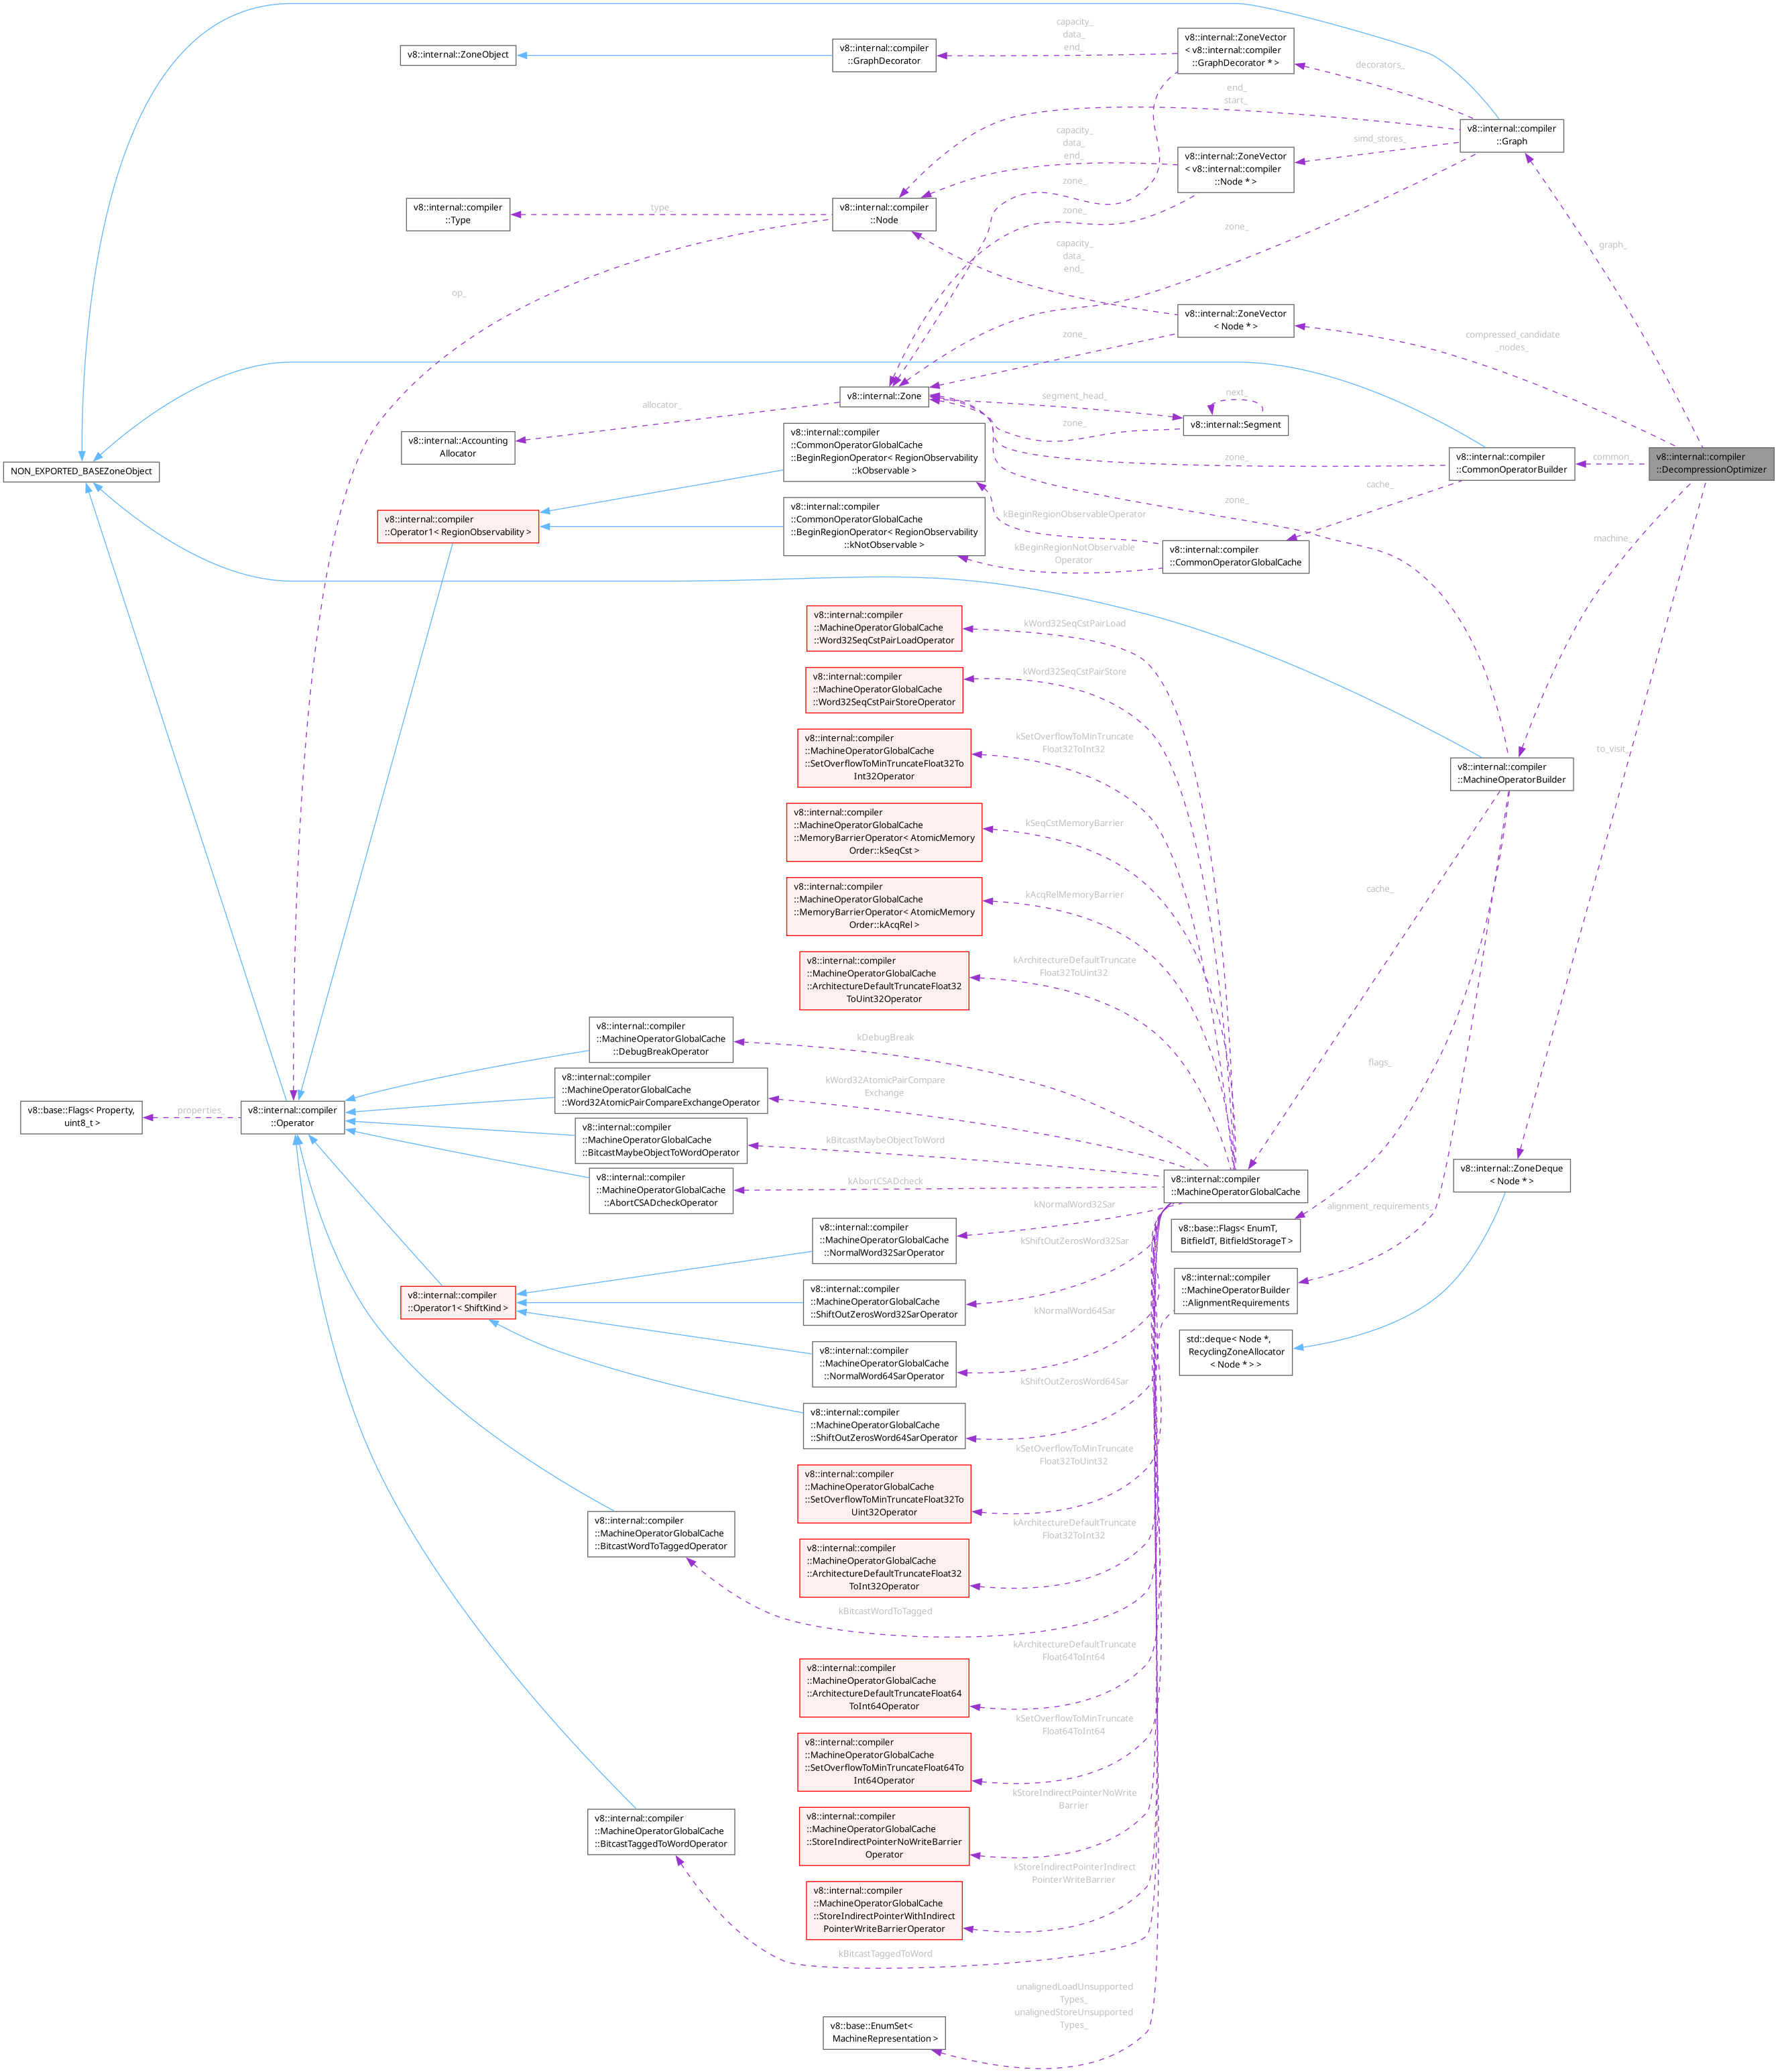 capacity_
data_
end_
v8::internal::ZoneVector
< v8::internal::compiler
::GraphDecorator * >
v8::internal::ZoneObject
v8::internal::compiler
::GraphDecorator
decorators_
end_
start_
v8::internal::compiler
::Graph
capacity_
data_
end_
simd_stores_
v8::internal::ZoneVector
< v8::internal::compiler
::Node * >
zone_
v8::internal::compiler
::Type
type_
v8::internal::compiler
::Node
zone_
zone_
graph_
capacity_
data_
end_
op_
v8::internal::ZoneVector
< Node * >
zone_
compressed_candidate
_nodes_
v8::internal::Zone
segment_head_
next_
allocator_
zone_
v8::internal::Segment
v8::internal::Accounting
Allocator
v8::internal::compiler
::CommonOperatorGlobalCache
::BeginRegionOperator< RegionObservability
::kObservable >
zone_
v8::internal::compiler
::CommonOperatorBuilder
common_
v8::internal::compiler
::DecompressionOptimizer
NON_EXPORTED_BASEZoneObject
cache_
zone_
v8::internal::compiler
::Operator1< RegionObservability >
v8::internal::compiler
::CommonOperatorGlobalCache
::BeginRegionOperator< RegionObservability
::kNotObservable >
kBeginRegionObservableOperator
kBeginRegionNotObservable
Operator
v8::internal::compiler
::CommonOperatorGlobalCache
machine_
v8::internal::compiler
::MachineOperatorGlobalCache
::Word32SeqCstPairLoadOperator
kWord32SeqCstPairLoad
v8::internal::compiler
::MachineOperatorGlobalCache
::Word32SeqCstPairStoreOperator
kWord32SeqCstPairStore
v8::internal::compiler
::MachineOperatorGlobalCache
::SetOverflowToMinTruncateFloat32To
Int32Operator
kSetOverflowToMinTruncate
Float32ToInt32
to_visit_
v8::internal::compiler
::MachineOperatorBuilder
v8::internal::compiler
::MachineOperatorGlobalCache
::MemoryBarrierOperator< AtomicMemory
Order::kSeqCst >
kSeqCstMemoryBarrier
v8::internal::compiler
::MachineOperatorGlobalCache
::MemoryBarrierOperator< AtomicMemory
Order::kAcqRel >
kAcqRelMemoryBarrier
cache_
v8::internal::compiler
::MachineOperatorGlobalCache
::ArchitectureDefaultTruncateFloat32
ToUint32Operator
kArchitectureDefaultTruncate
Float32ToUint32
v8::internal::compiler
::MachineOperatorGlobalCache
::DebugBreakOperator
kDebugBreak
flags_
v8::internal::compiler
::MachineOperatorGlobalCache
::Word32AtomicPairCompareExchangeOperator
kWord32AtomicPairCompare
Exchange
v8::base::Flags< Property,
uint8_t >
properties_
v8::internal::compiler
::Operator
v8::internal::compiler
::MachineOperatorGlobalCache
::BitcastMaybeObjectToWordOperator
kBitcastMaybeObjectToWord
v8::internal::compiler
::MachineOperatorGlobalCache
::AbortCSADcheckOperator
kAbortCSADcheck
v8::internal::compiler
::MachineOperatorGlobalCache
v8::internal::ZoneDeque
< Node * >
alignment_requirements_
v8::internal::compiler
::MachineOperatorGlobalCache
::NormalWord32SarOperator
kNormalWord32Sar
v8::base::Flags< EnumT,
BitfieldT, BitfieldStorageT >
kShiftOutZerosWord32Sar
v8::internal::compiler
::Operator1< ShiftKind >
v8::internal::compiler
::MachineOperatorGlobalCache
::ShiftOutZerosWord32SarOperator
v8::internal::compiler
::MachineOperatorBuilder
::AlignmentRequirements
kNormalWord64Sar
v8::internal::compiler
::MachineOperatorGlobalCache
::NormalWord64SarOperator
std::deque< Node *,
RecyclingZoneAllocator
< Node * > >
kShiftOutZerosWord64Sar
v8::internal::compiler
::MachineOperatorGlobalCache
::ShiftOutZerosWord64SarOperator
kSetOverflowToMinTruncate
Float32ToUint32
v8::internal::compiler
::MachineOperatorGlobalCache
::SetOverflowToMinTruncateFloat32To
Uint32Operator
v8::internal::compiler
::MachineOperatorGlobalCache
::BitcastWordToTaggedOperator
kArchitectureDefaultTruncate
Float32ToInt32
v8::internal::compiler
::MachineOperatorGlobalCache
::ArchitectureDefaultTruncateFloat32
ToInt32Operator
kBitcastWordToTagged
kArchitectureDefaultTruncate
Float64ToInt64
v8::internal::compiler
::MachineOperatorGlobalCache
::ArchitectureDefaultTruncateFloat64
ToInt64Operator
kSetOverflowToMinTruncate
Float64ToInt64
v8::internal::compiler
::MachineOperatorGlobalCache
::SetOverflowToMinTruncateFloat64To
Int64Operator
kStoreIndirectPointerNoWrite
Barrier
v8::internal::compiler
::MachineOperatorGlobalCache
::BitcastTaggedToWordOperator
v8::internal::compiler
::MachineOperatorGlobalCache
::StoreIndirectPointerNoWriteBarrier
Operator
kStoreIndirectPointerIndirect
PointerWriteBarrier
v8::internal::compiler
::MachineOperatorGlobalCache
::StoreIndirectPointerWithIndirect
PointerWriteBarrierOperator
kBitcastTaggedToWord
unalignedLoadUnsupported
Types_
unalignedStoreUnsupported
Types_
v8::base::EnumSet<
MachineRepresentation >